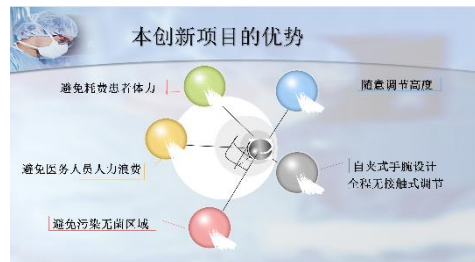 本创新项目的优势
避免耗费患者体力
随意调节高度
避免医务人员人力浪费
自夹式手腕设计
全程无接触式调节
避免污染无菌区域